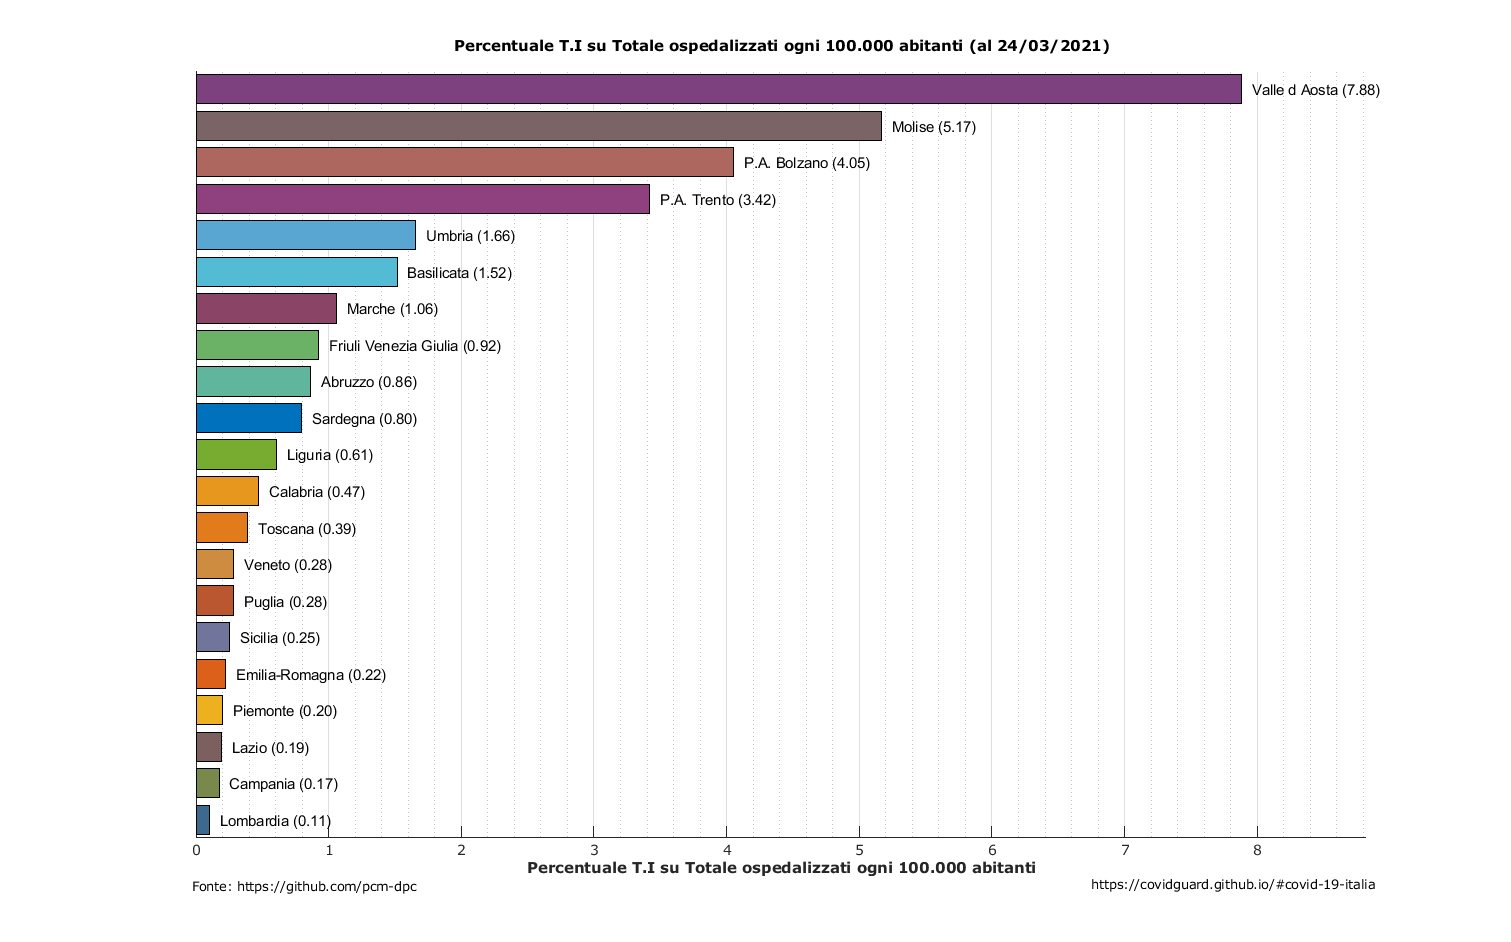 Percentuale T.I su Totale ospedalizzati ogni 100.000 abitanti (al 24/03/2021)
Valle d Aosta (7.88)
Molise (5.17)
P.A. Bolzano (4.05)
P.A. Trento (3.42)
Umbria (1.66)
Basilicata (1.52)
Marche (1.06)
Friuli Venezia Giulia (0.92)
Abruzzo (0.86)
Sardegna (0.80)
Liguria (0.61)
Calabria (0.47)
Toscana (0.39)
Veneto (0.28)
Puglia (0.28)
Sicilia (0.25)
Emilia-Romagna (0.22)
Piemonte (0.20)
Lazio (0.19)
Campania (0.17)
Lombardia (0.11)
0 1 2 3 4 5 6 7 8
Percentuale T.I su Totale ospedalizzati ogni 100.000 abitanti
Fonte: https://github.com/pcm-dpc
https://covidguard.github.io/#covid-19-italia